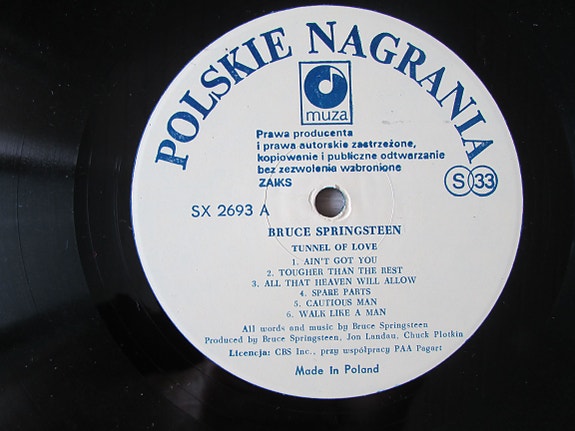 POLSKIE NAGRANIA
muza
Prawa producenta
i prawa autorskie zastrzeżone,
kopiowanie i publiczne odtwarzanie
bez zezwolenia wzbronione
ZAIKS
S 33
SX 2693 A
BRUCE SPRINGSTEEN
TUNNEL OF LOVE
1. AIN'T GOT YOU
2. TOUGHER THAN THE REST
3. ALL THAT HEAVEN WILL ALLOW
4. SPARE PARTS
5. CAUTIOUS MAN
6. WALK LIKE A MAN
All words and music by Bruce Springsteen
Produced by Bruce Springsteen, Jon Landau, Chuck Plotkin
Licencja: CBS Inc., przy współpracy PAA Pagart
Made In Poland